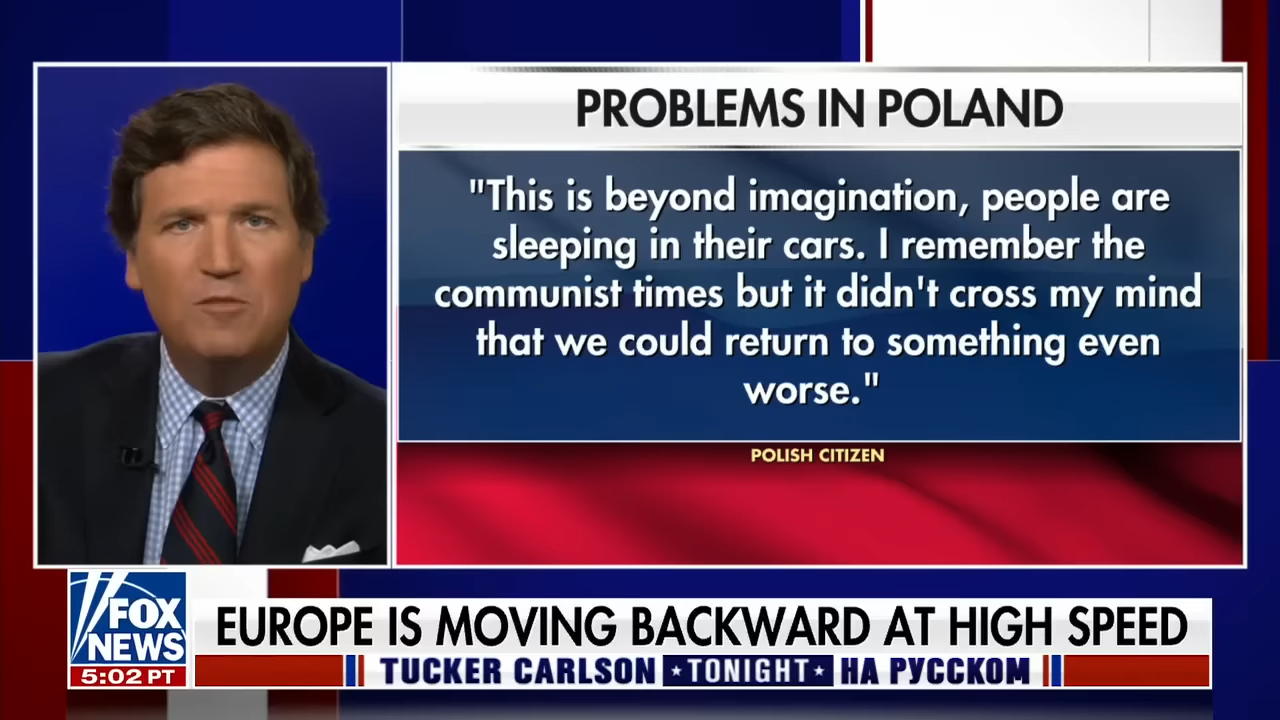 PROBLEMS IN POLAND
"This is beyond imagination, people are
sleeping in their cars. I remember the
communist times but it didn't cross my mind
that we could return to something even
worse."
POLISH CITIZEN
FOX
NEWS
5:02 PT
EUROPE IS MOVING BACKWARD AT HIGH SPEED
TUCKER CARLSON TONIGHT НА РУССКОМ